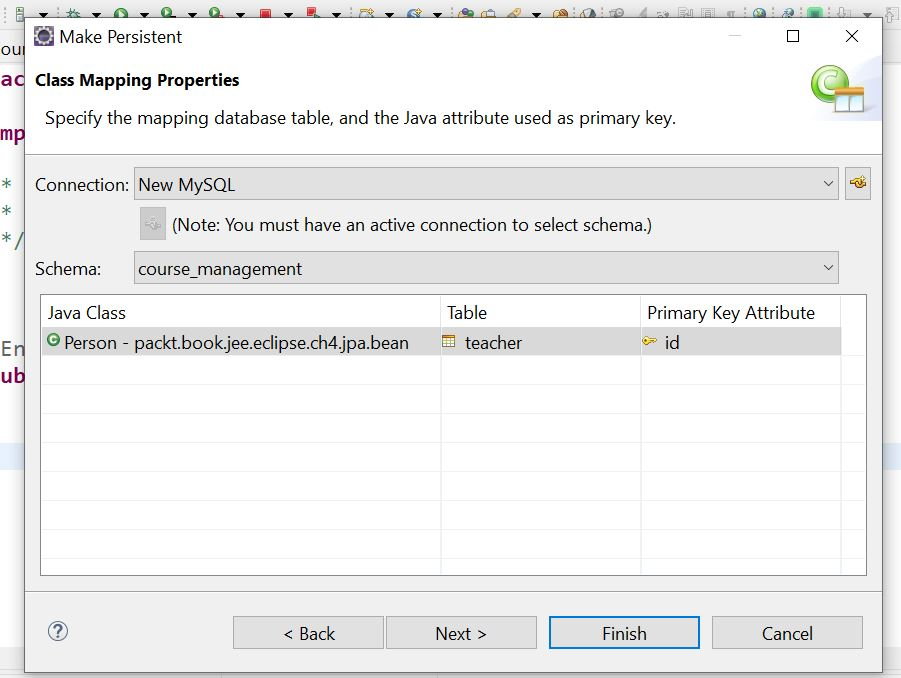 Make Persistent
our
ac
Class Mapping Properties
Specify the mapping database table, and the Java attribute used as primary key.
mp
Connection: New MySQL
*
*
(Note: You must have an active connection to select schema.)
*/
Schema: course_management
Java Class Table Primary Key Attribute
Person - packt.book.jee.eclipse.ch4.jpa.bean teacher id
En
ub
? < Back Next > Finish Cancel